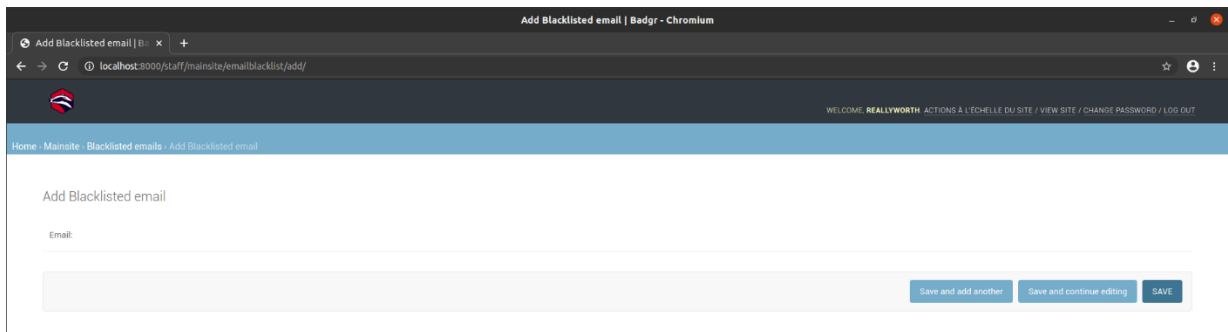 Add Blacklisted email | Badgr - Chromium
Add Blacklisted email | Ba
localhost:8000/staff/mainsite/emailblacklist/add/
WELCOME, REALLYWORTH. ACTIONS À L'ÉCHELLE DU SITE / VIEW SITE / CHANGE PASSWORD / LOG OUT
Home › Mainsite › Blacklisted emails › Add Blacklisted email
Add Blacklisted email
Email:
Save and add another Save and continue editing SAVE